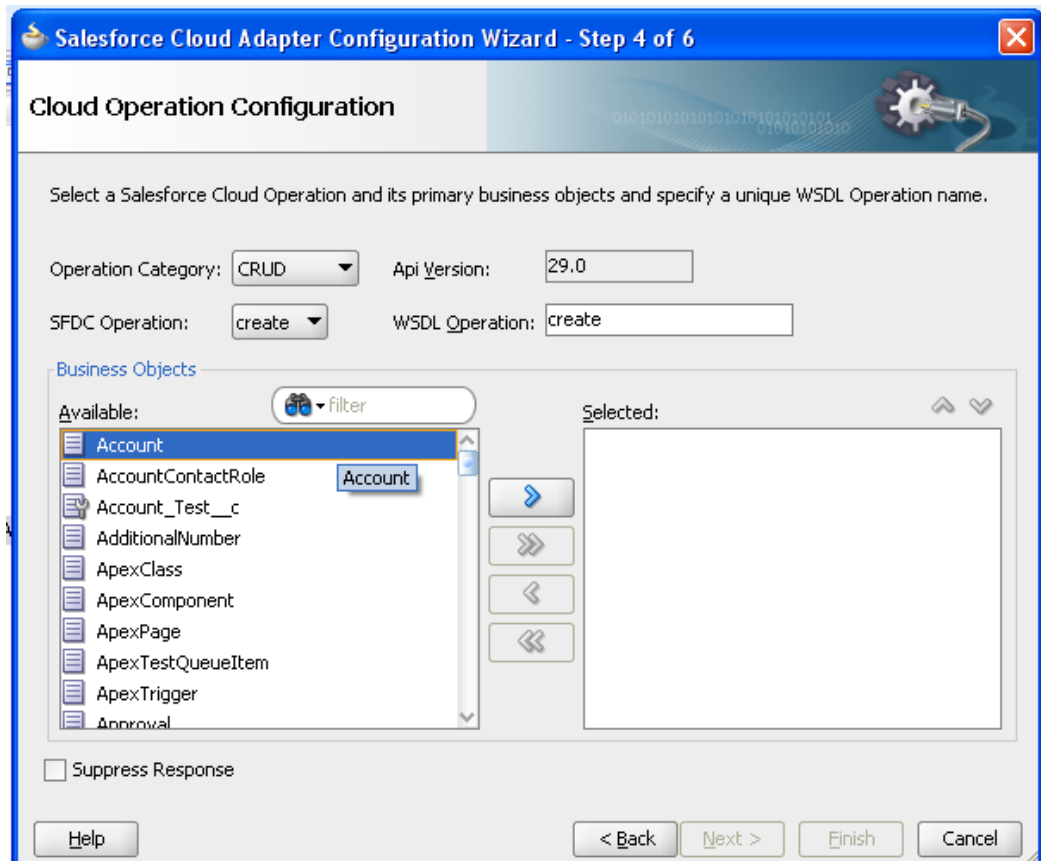 Salesforce Cloud Adapter Configuration Wizard - Step 4 of 6
Cloud Operation Configuration
Select a Salesforce Cloud Operation and its primary business objects and specify a unique WSDL Operation name.
Operation Category: CRUD Api Version: 29.0
SFDC Operation: create WSDL Operation: create
Business Objects
Available: filter Selected:
Account
AccountContactRole
Account
Account_Test__c
AdditionalNumber
ApexClass
ApexComponent
ApexPage
ApexTestQueueItem
ApexTrigger
Approval
Suppress Response
Help < Back Next > Finish Cancel